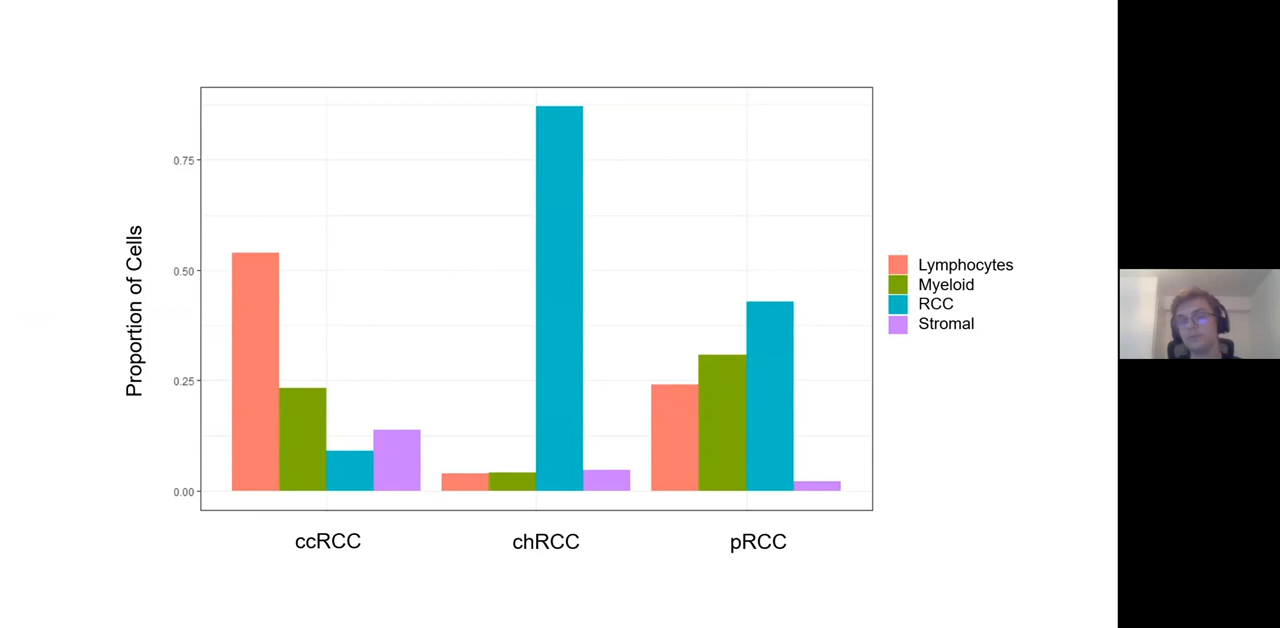 Proportion of Cells
0.75
0.50
0.25
0.00
ccRCC
chRCC
pRCC
Lymphocytes
Myeloid
RCC
Stromal